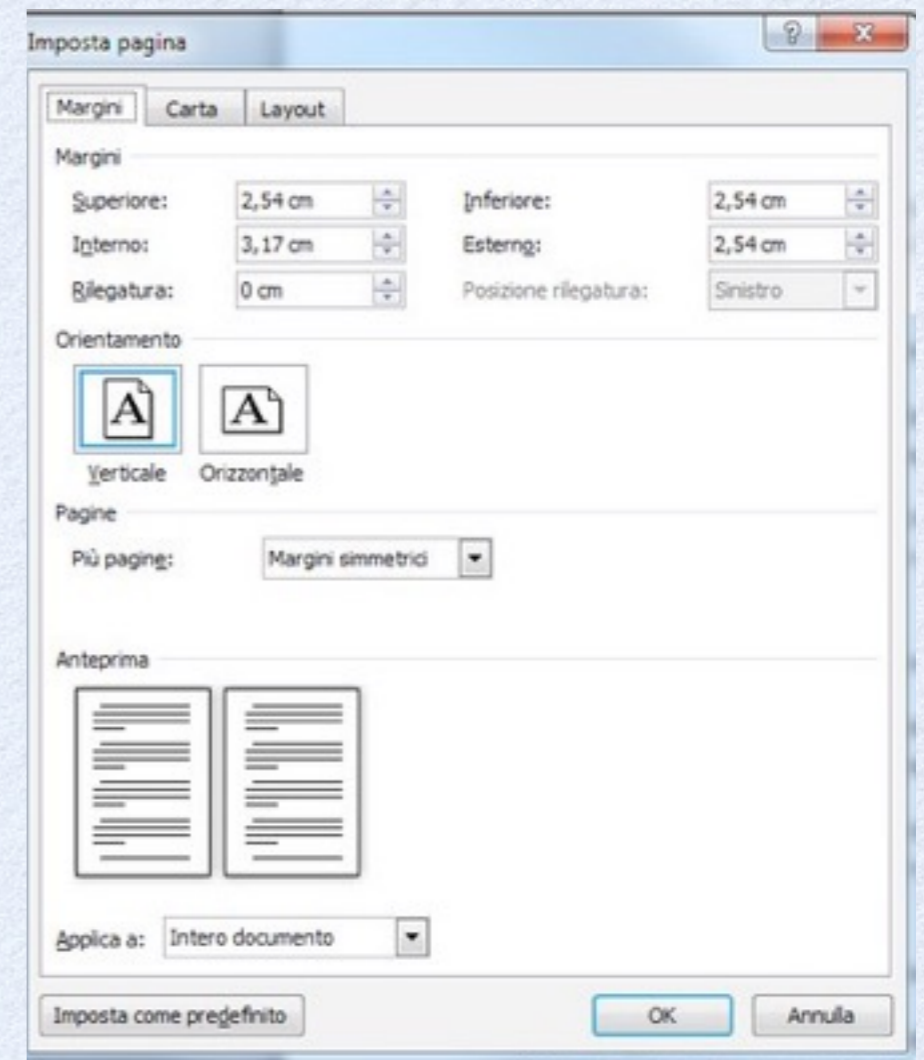 Imposta pagina
Margini Carta Layout
Margini
Superiore: 2,54 cm Inferiore: 2,54 cm
Interno: 3,17 cm Esterno: 2,54 cm
Rilegatura: 0 cm Posizione rilegatura: Sinistro
Orientamento
A A
Verticale Orizzontale
Pagine
Più pagine: Margini simmetrici
Anteprima
Applica a: Intero documento
Imposta come predefinito OK Annulla